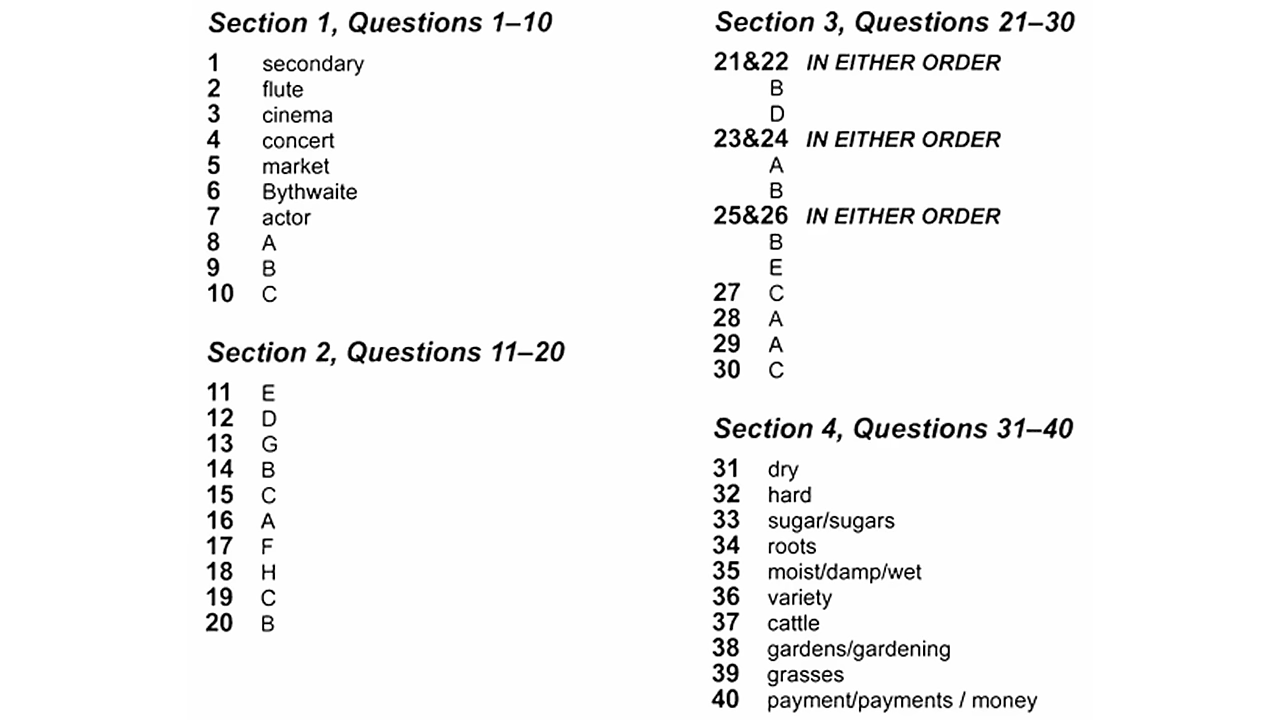 Section 1, Questions 1–10
1 secondary
2 flute
3 cinema
4 concert
5 market
6 Bythwaite
7 actor
8 A
9 B
10 C
Section 2, Questions 11–20
11 E
12 D
13 G
14 B
15 C
16 A
17 F
18 H
19 C
20 B
Section 3, Questions 21–30
21&22 IN EITHER ORDER
B
D
23&24 IN EITHER ORDER
A
B
25&26 IN EITHER ORDER
B
E
27 C
28 A
29 A
30 C
Section 4, Questions 31–40
31 dry
32 hard
33 sugar/sugars
34 roots
35 moist/damp/wet
36 variety
37 cattle
38 gardens/gardening
39 grasses
40 payment/payments / money